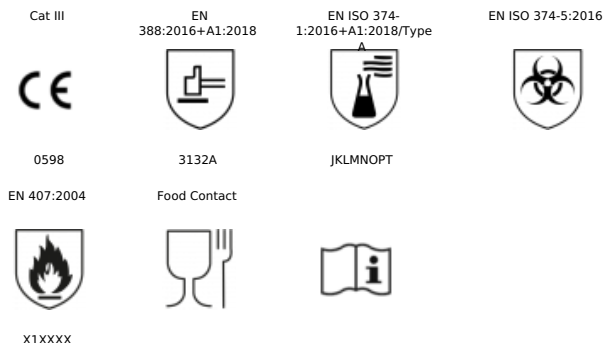 Cat III
EN
388:2016+A1:2018
EN ISO 374-
1:2016+A1:2018/Type
A
EN ISO 374-5:2016
CE
i
0598
3132A
JKLMNOPT
EN 407:2004
Food Contact
X1XXXX